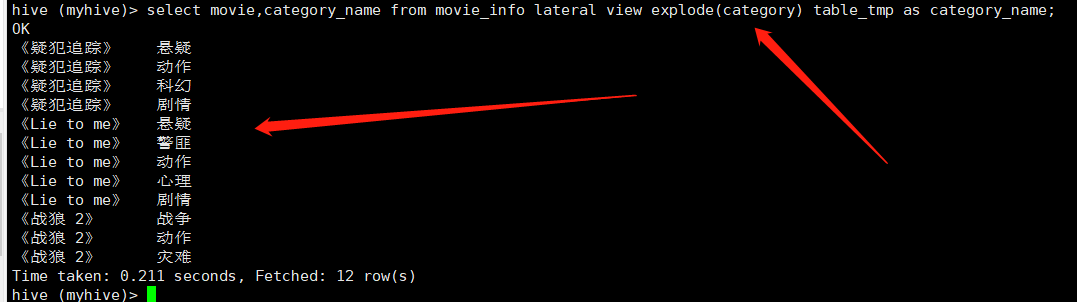 hive (myhive)> select movie,category_name from movie_info lateral view explode(category) table_tmp as category_name;
OK
《疑犯追踪》 悬疑
《疑犯追踪》 动作
《疑犯追踪》 科幻
《疑犯追踪》 剧情
《Lie to me》 悬疑
《Lie to me》 警匪
《Lie to me》 动作
《Lie to me》 心理
《Lie to me》 剧情
《战狼 2》 战争
《战狼 2》 动作
《战狼 2》 灾难
Time taken: 0.211 seconds, Fetched: 12 row(s)
hive (myhive)>